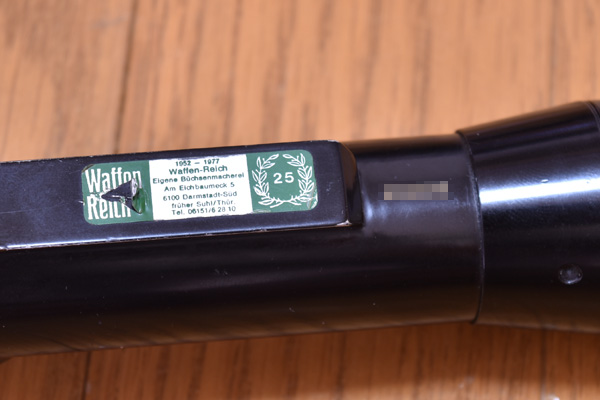 Waffen
Reich
1952 – 1977
Waffen-Reich
Eigene Büchsenmacherei
Am Eichbaumeck 5
6100 Darmstadt-Süd
früher Suhl/Thür.
Tel. 06151/6 28 10
25